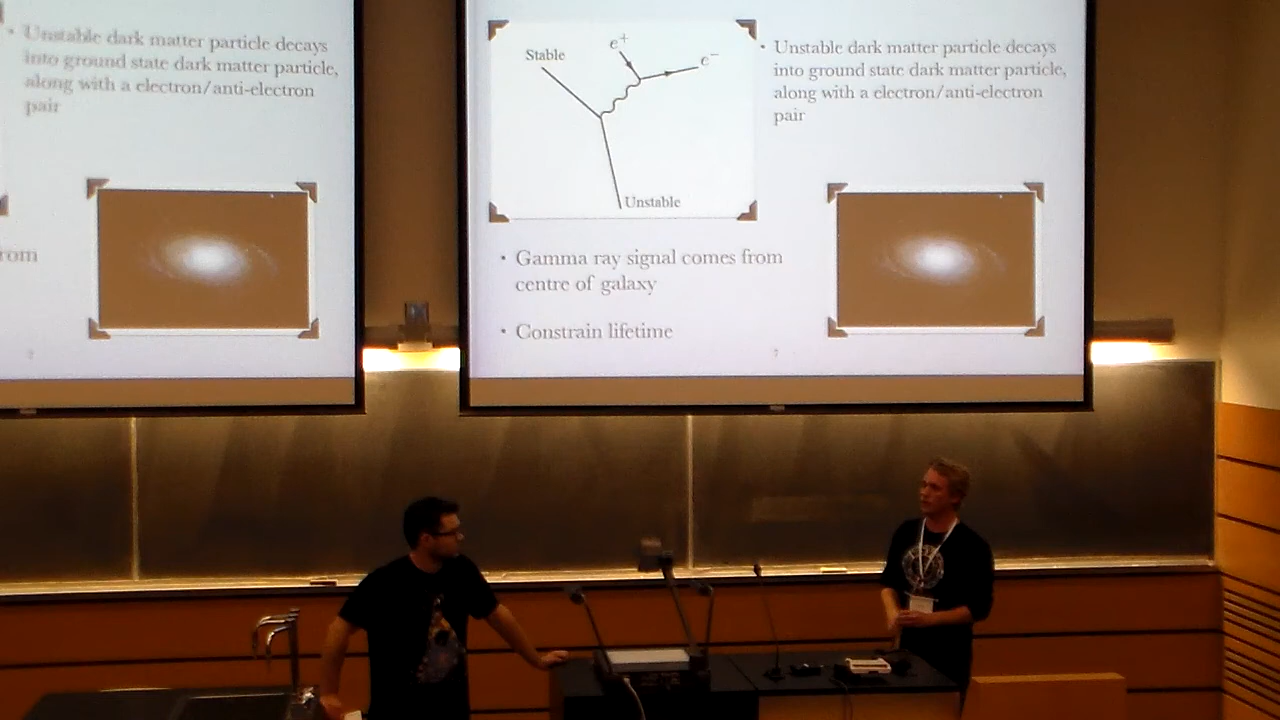 Unstable dark matter particle decays
into ground state dark matter particle,
along with a electron/anti-electron
pair
rom
7
Stable
e+
e−
Unstable
• Unstable dark matter particle decays
into ground state dark matter particle,
along with a electron/anti-electron
pair
• Gamma ray signal comes from
centre of galaxy
• Constrain lifetime
7